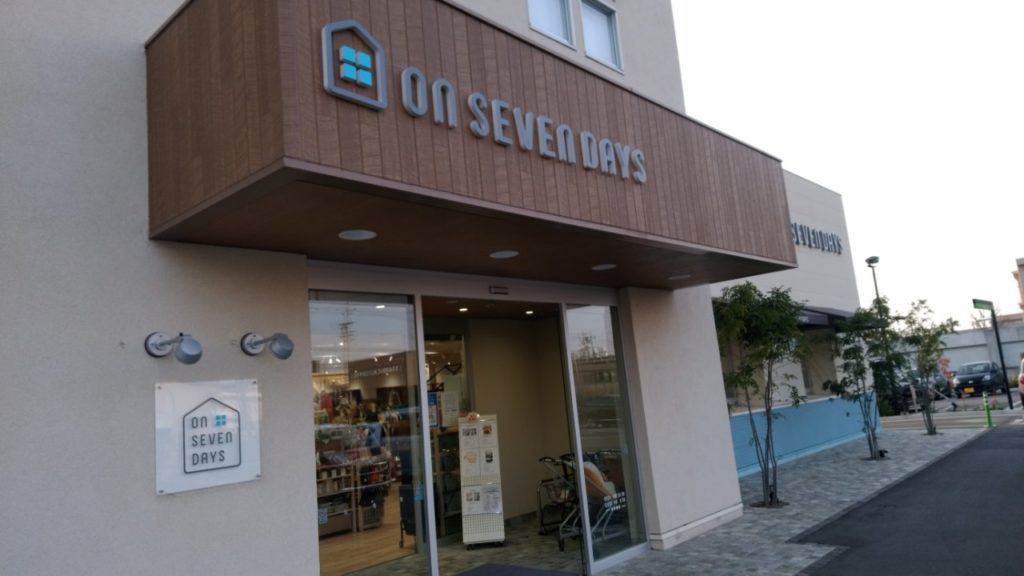 ON SEVEN DAYS
SEVEN DAYS
ON
SEVEN
DAYS